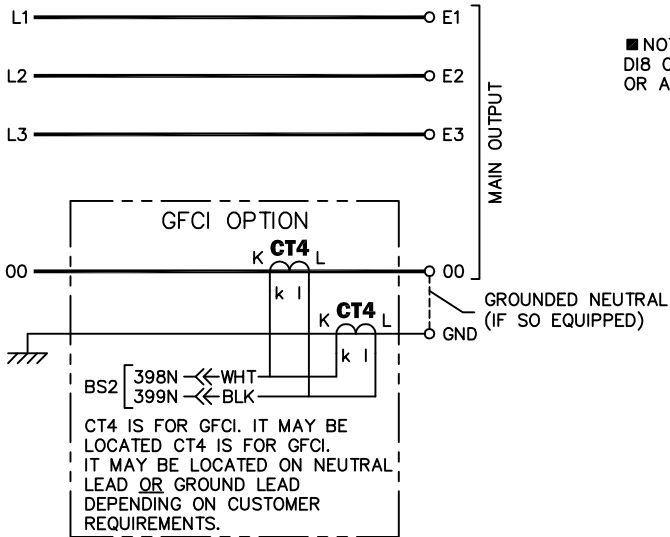 L1 E1
■ NOT
DI8 C
OR A
L2 E2
L3 E3
MAIN OUTPUT
GFCI OPTION
K CT4 L
00 00
k l
K CT4 L
GROUNDED NEUTRAL
(IF SO EQUIPPED)
GND
k l
BS2
398N WHT
399N BLK
CT4 IS FOR GFCI. IT MAY BE
LOCATED CT4 IS FOR GFCI.
IT MAY BE LOCATED ON NEUTRAL
LEAD OR GROUND LEAD
DEPENDING ON CUSTOMER
REQUIREMENTS.